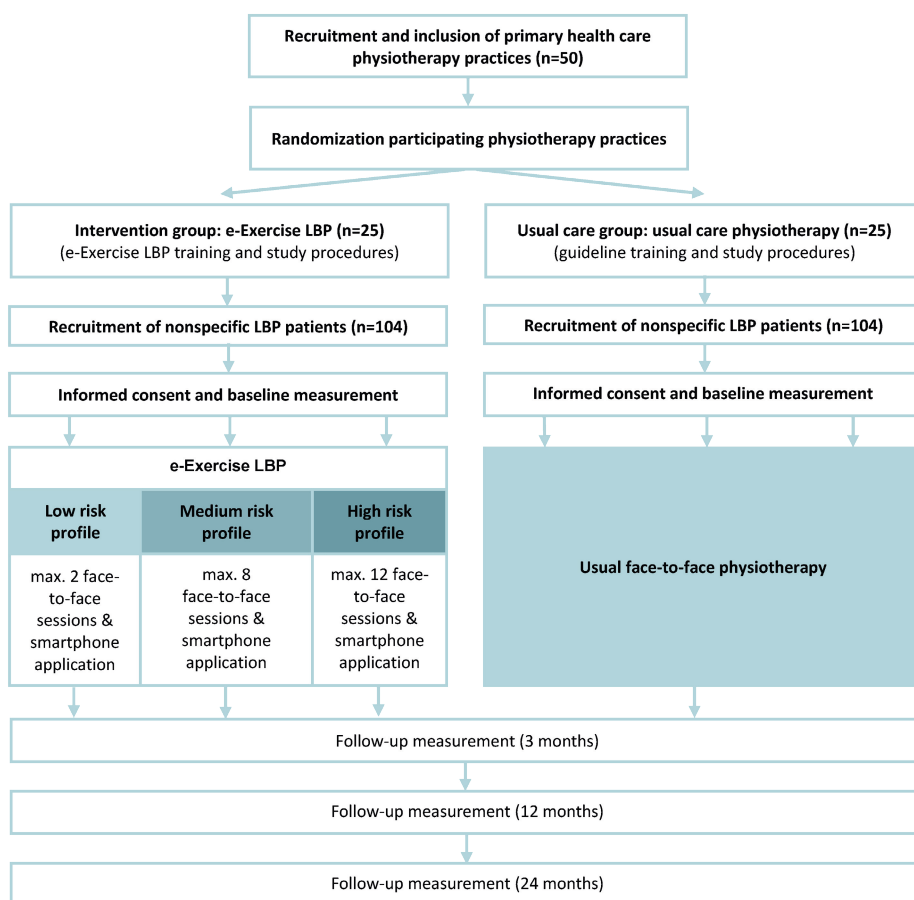 Recruitment and inclusion of primary health care
physiotherapy practices (n=50)
Randomization participating physiotherapy practices
Intervention group: e-Exercise LBP (n=25)
(e-Exercise LBP training and study procedures)
Usual care group: usual care physiotherapy (n=25)
(guideline training and study procedures)
Recruitment of nonspecific LBP patients (n=104)
Recruitment of nonspecific LBP patients (n=104)
Informed consent and baseline measurement
Informed consent and baseline measurement
e-Exercise LBP
Low risk
profile
Medium risk
profile
High risk
profile
max. 2 face-
to-face
sessions &
smartphone
application
max. 8
face-to-face
sessions &
smartphone
application
max. 12 face-
to-face
sessions &
smartphone
application
Usual face-to-face physiotherapy
Follow-up measurement (3 months)
Follow-up measurement (12 months)
Follow-up measurement (24 months)